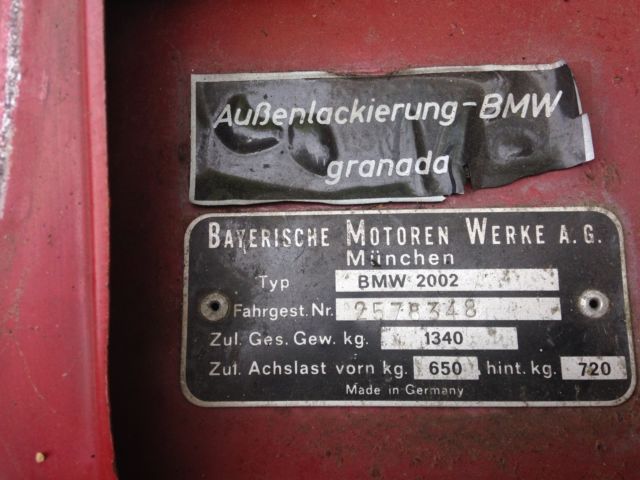 Außenlackierung-BMW
granada
BAYERISCHE MOTOREN WERKE A.G.
München
Typ BMW 2002
Fahrgest. Nr. 2578348
Zul. Ges. Gew. kg. 1340
Zul. Achslast vorn kg. 650, hint. kg. 720
Made in Germany